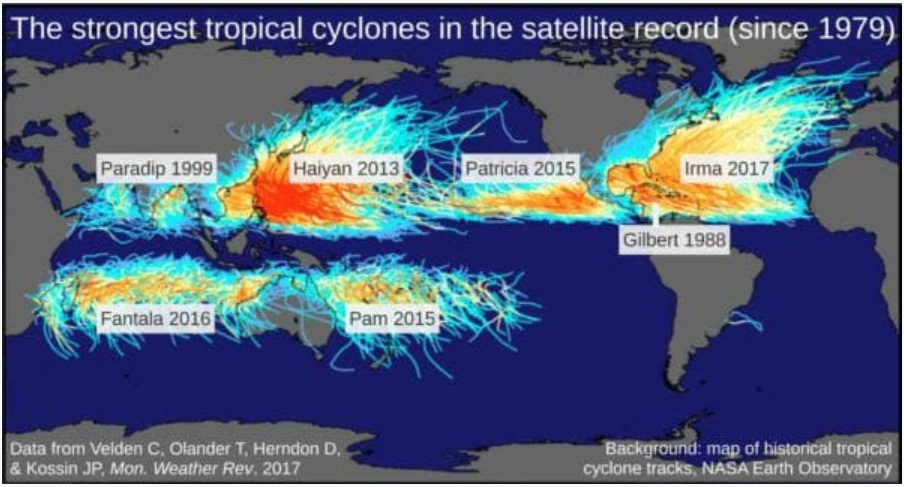 The strongest tropical cyclones in the satellite record (since 1979)
Paradip 1999
Haiyan 2013
Patricia 2015
Irma 2017
Gilbert 1988
Fantala 2016
Pam 2015
Data from Velden C, Olander T, Herndon D,
& Kossin JP, Mon. Weather Rev. 2017
Background: map of historical tropical
cyclone tracks, NASA Earth Observatory